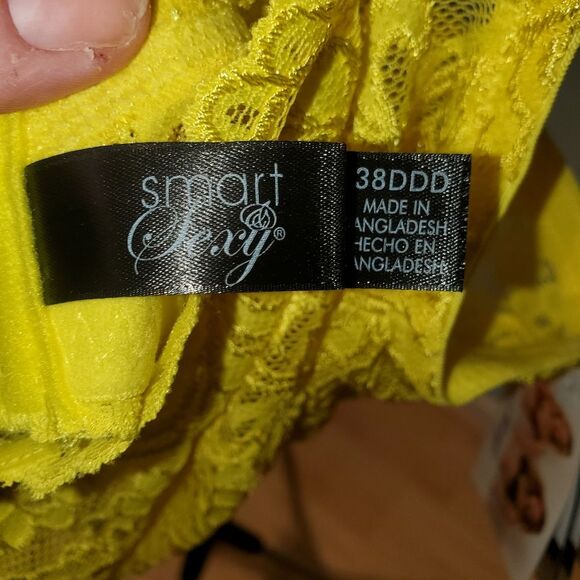 smart
& Sexy®
38DDD
MADE IN
ANGLADESH
HECHO EN
ANGLADESH